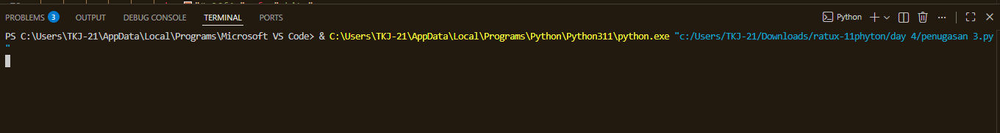 PROBLEMS 3 OUTPUT DEBUG CONSOLE TERMINAL PORTS Python
PS C:\Users\TKJ-21\AppData\Local\Programs\Microsoft VS Code> & C:\Users\TKJ-21\AppData\Local\Programs\Python\Python311\python.exe "c:/Users/TKJ-21/Downloads/ratux-11phyton/day 4/penugasan 3.py
"